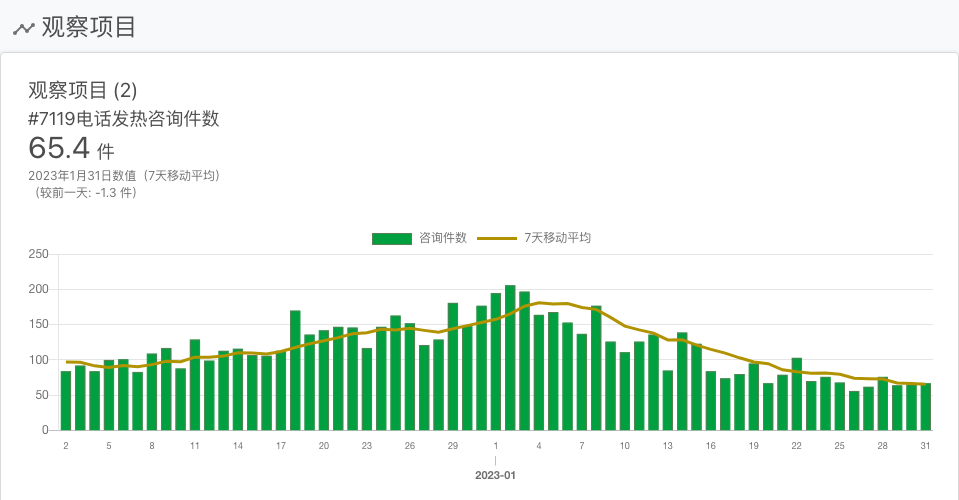 观察项目
观察项目 (2)
#7119电话发热咨询件数
65.4 件
2023年1月31日数值（7天移动平均）
（较前一天: -1.3 件）
咨询件数 7天移动平均
250
200
150
100
50
0
2 5 8 11 14 17 20 23 26 29 1 4 7 10 13 16 19 22 25 28 31
2023-01